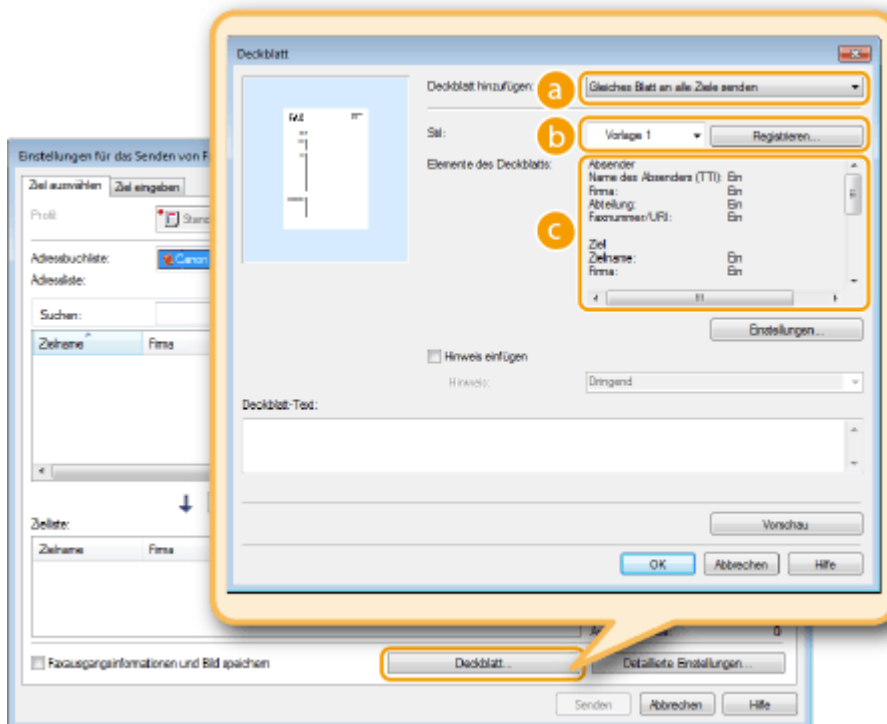 Deckblatt
Deckblatt hinzufügen:
a
Gleiches Blatt an alle Ziele senden
FAX
Stil:
b
Vorlage 1
Registrieren...
Elemente des Deckblatts:
c
Absender
Name des Absenders (TTI): Ein
Firma: Ein
Abteilung: Ein
Faxnummer/URI: Ein
Ziel
Zielname: Ein
Firma: Ein
Einstellungen...
Hinweis einfügen
Hinweis:
Dringend
Deckblatt-Text:
Vorschau
OK
Abbrechen
Hilfe
Einstellungen für das Senden von F
Ziel auswählen
Ziel eingeben
Profil:
Stand
Adressbuchliste:
Canon
Adressliste:
Suchen:
Zielname
Firma
Zielliste:
Zielname
Firma
0
Faxausgangsinformationen und Bild speichern
Deckblatt...
Detaillierte Einstellungen...
Senden
Abbrechen
Hilfe